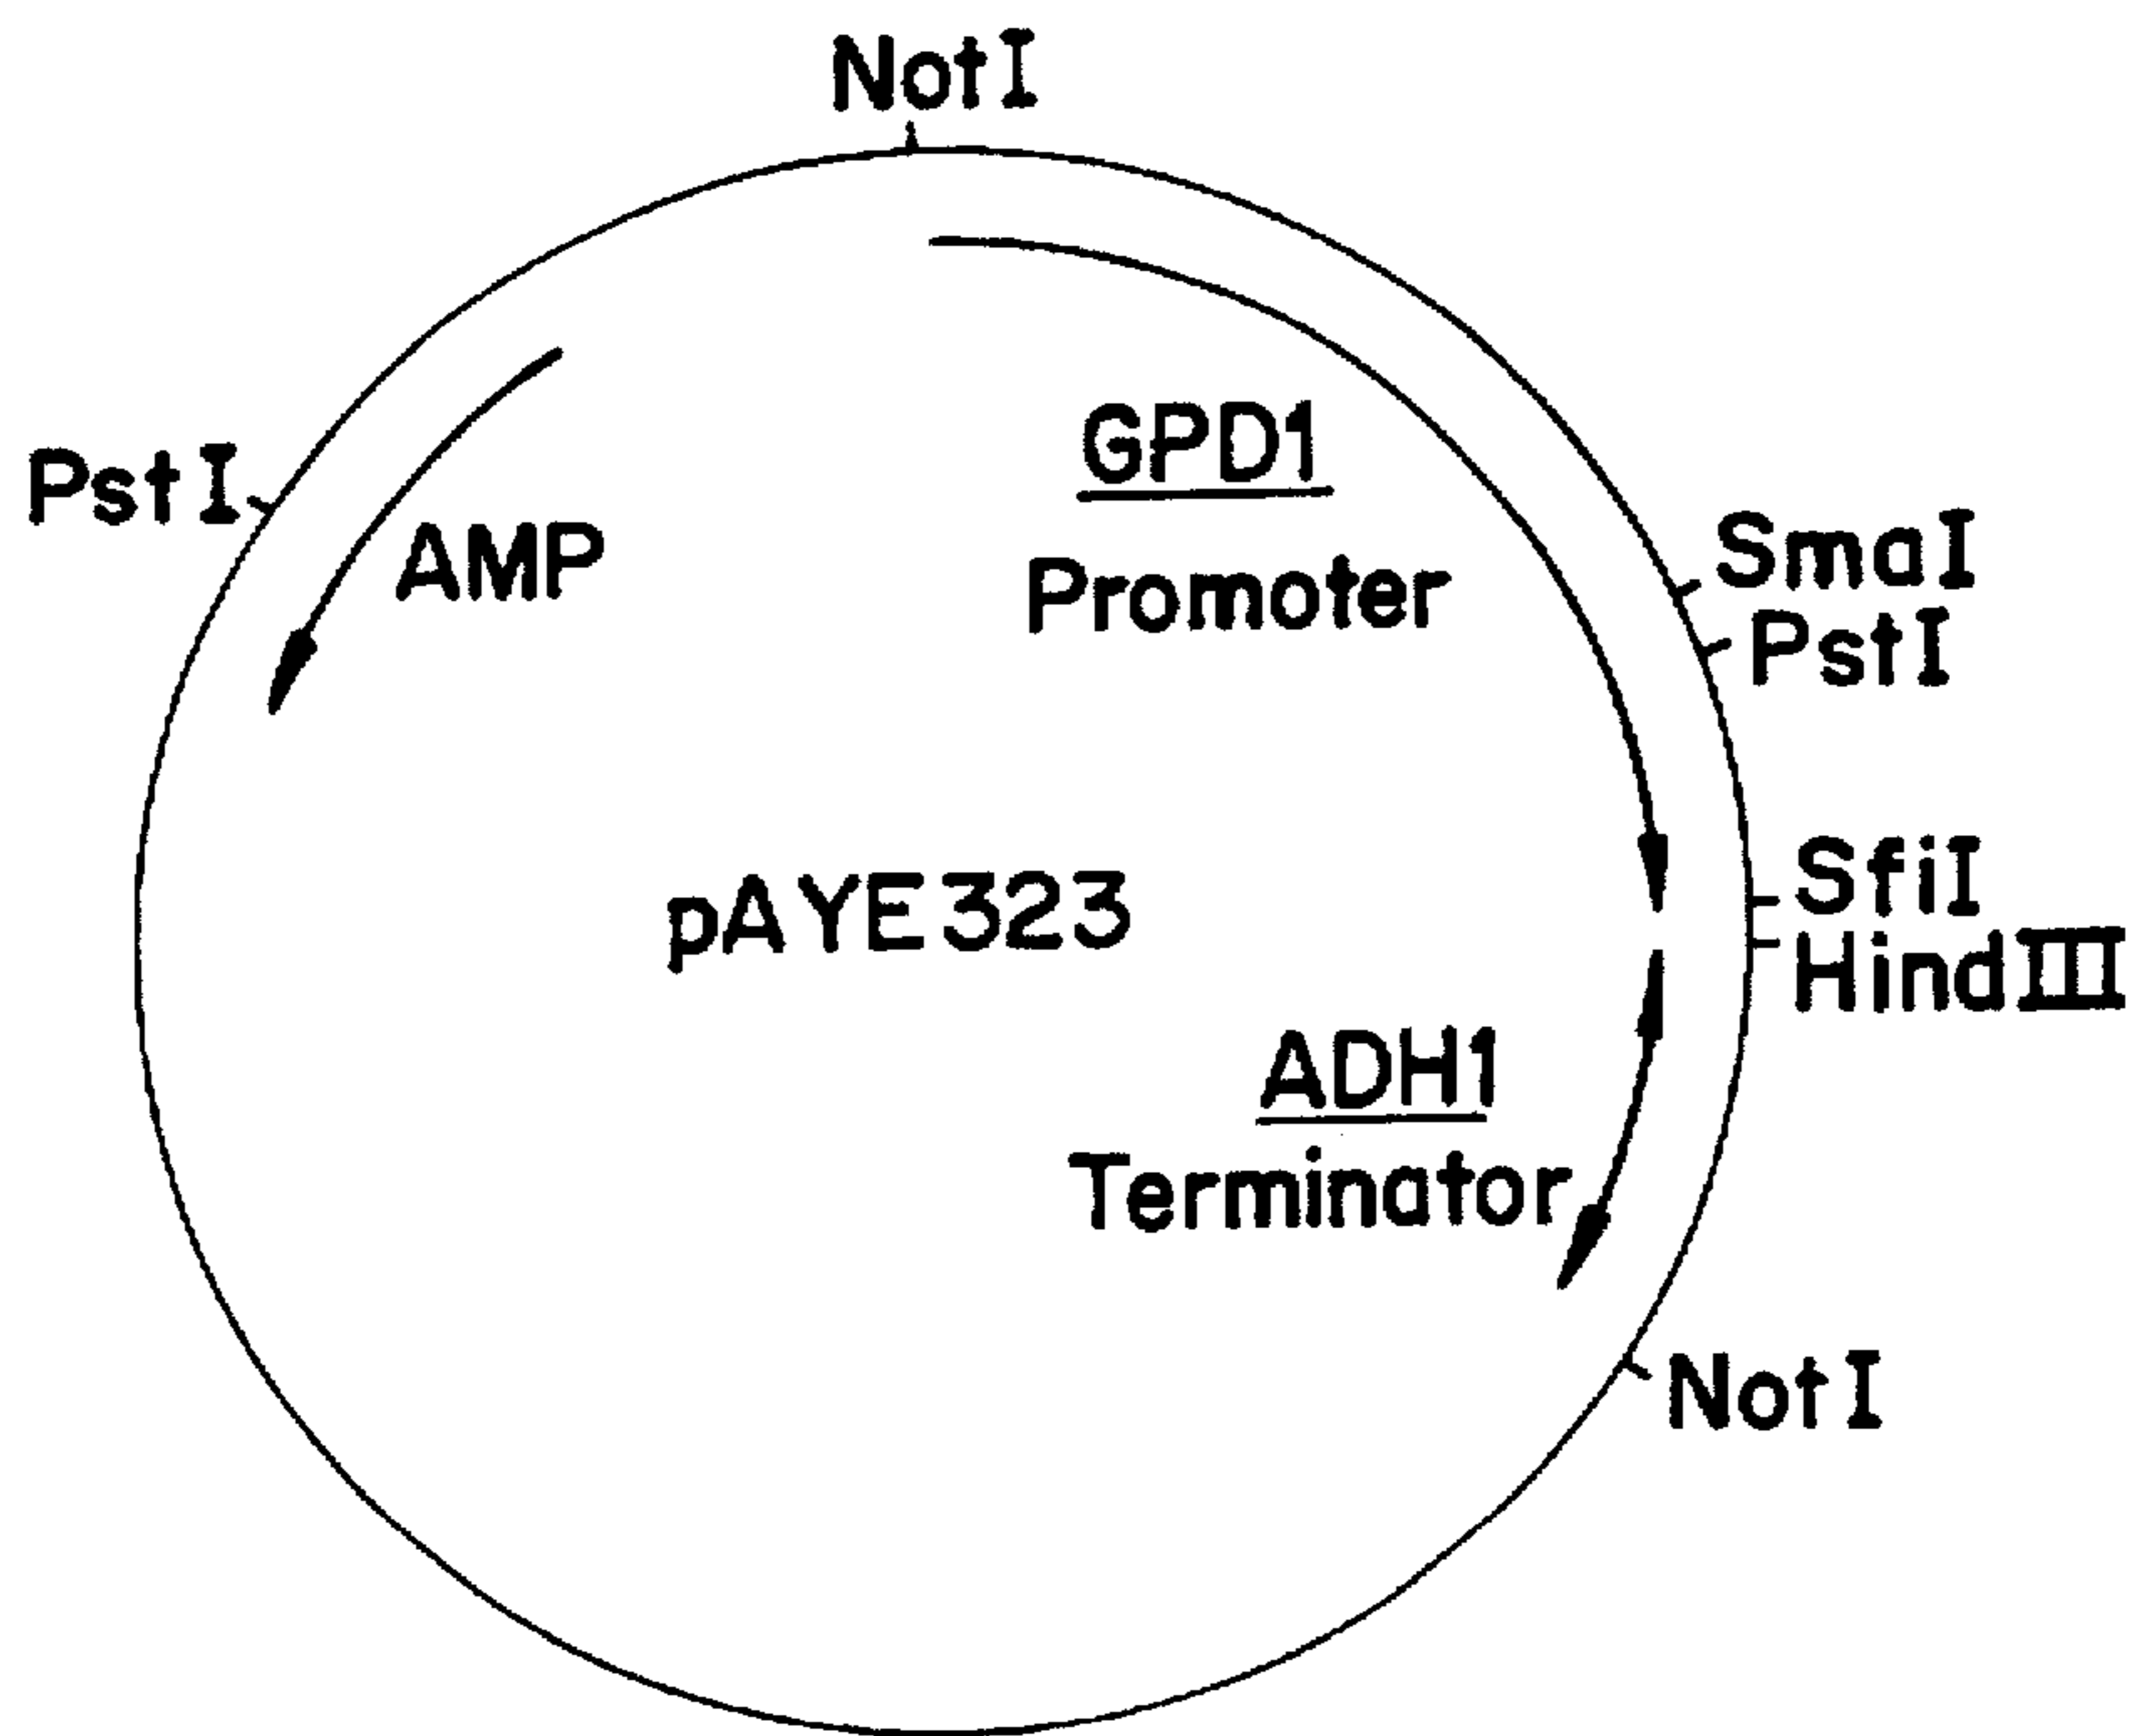 NotI
GPD1
Promoter
PstI
AMP
SmaI
PstI
pAYE323
SfiI
HindIII
ADH1
Terminator
NotI